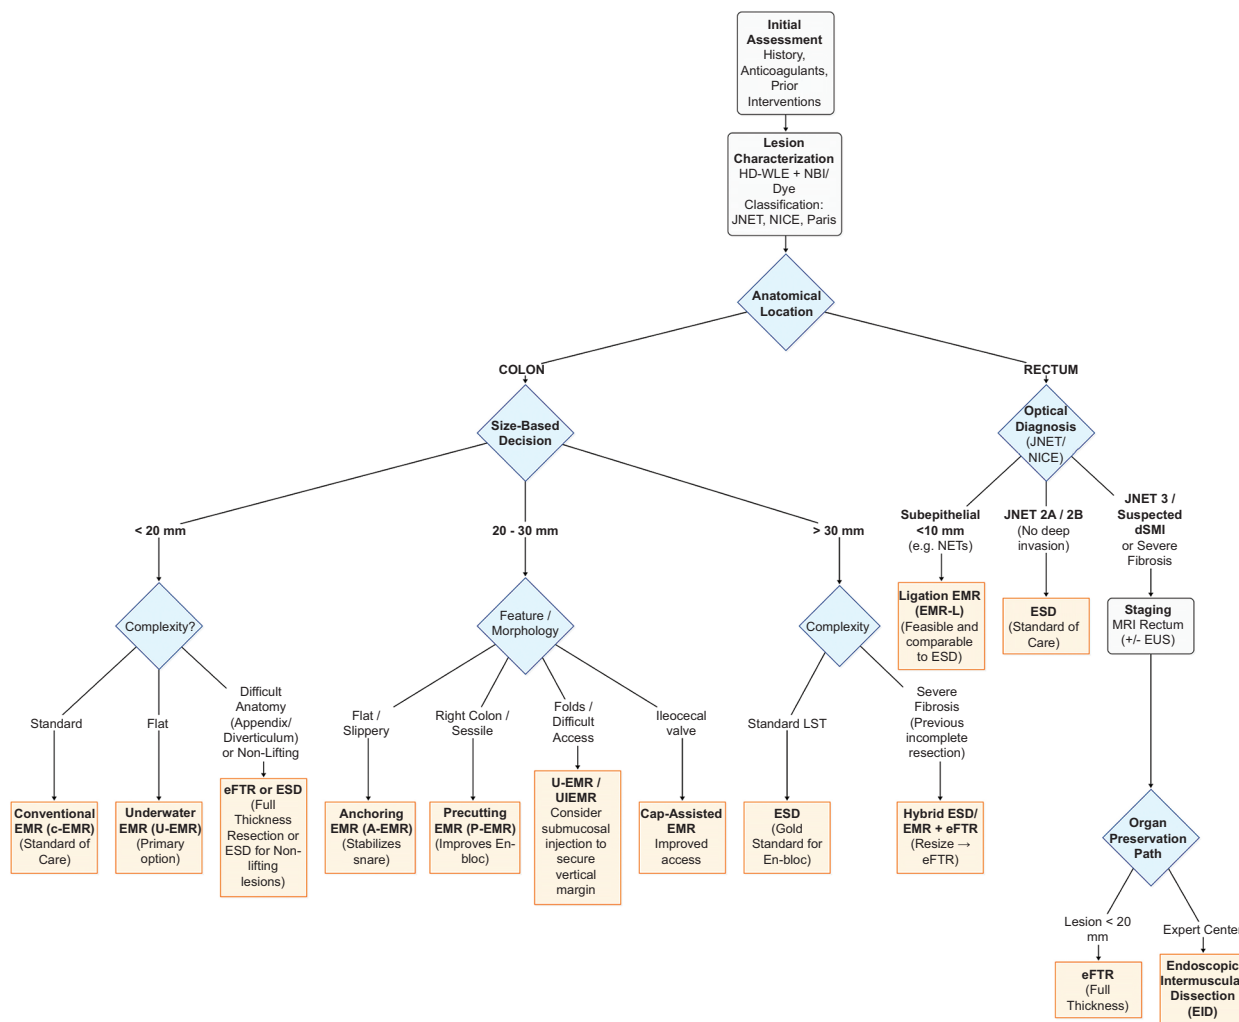 Initial
Assessment
History,
Anticoagulants,
Prior
Interventions
Lesion
Characterization
HD-WLE + NBI/
Dye
Classification:
JNET, NICE, Paris
Anatomical
Location
COLON
RECTUM
Size-Based
Decision
Optical
Diagnosis
(JNET/
NICE)
< 20 mm
20 - 30 mm
> 30 mm
Subepithelial
<10 mm
(e.g. NETs)
JNET 2A / 2B
(No deep
invasion)
JNET 3 /
Suspected
dSMI
or Severe
Fibrosis
Complexity?
Feature /
Morphology
Complexity
Ligation EMR
(EMR-L)
(Feasible and
comparable
to ESD)
ESD
(Standard of
Care)
Staging
MRI Rectum
(+/- EUS)
Standard
Flat
Difficult
Anatomy
(Appendix/
Diverticulum)
or Non-Lifting
Flat /
Slippery
Right Colon /
Sessile
Folds /
Difficult
Access
Ileocecal
valve
Standard LST
Severe
Fibrosis
(Previous
incomplete
resection)
Conventional
EMR (c-EMR)
(Standard of
Care)
Underwater
EMR (U-EMR)
(Primary
option)
eFTR or ESD
(Full
Thickness
Resection or
ESD for Non-
lifting
lesions)
Anchoring
EMR (A-EMR)
(Stabilizes
snare)
Precutting
EMR (P-EMR)
(Improves En-
bloc)
U-EMR /
UIEMR
Consider
submucosal
injection to
secure
vertical
margin
Cap-Assisted
EMR
Improved
access
ESD
(Gold
Standard for
En-bloc)
Hybrid ESD/
EMR + eFTR
(Resize →
eFTR)
Organ
Preservation
Path
Lesion < 20
mm
Expert Center
eFTR
(Full
Thickness)
Endoscopic
Intermuscular
Dissection
(EID)